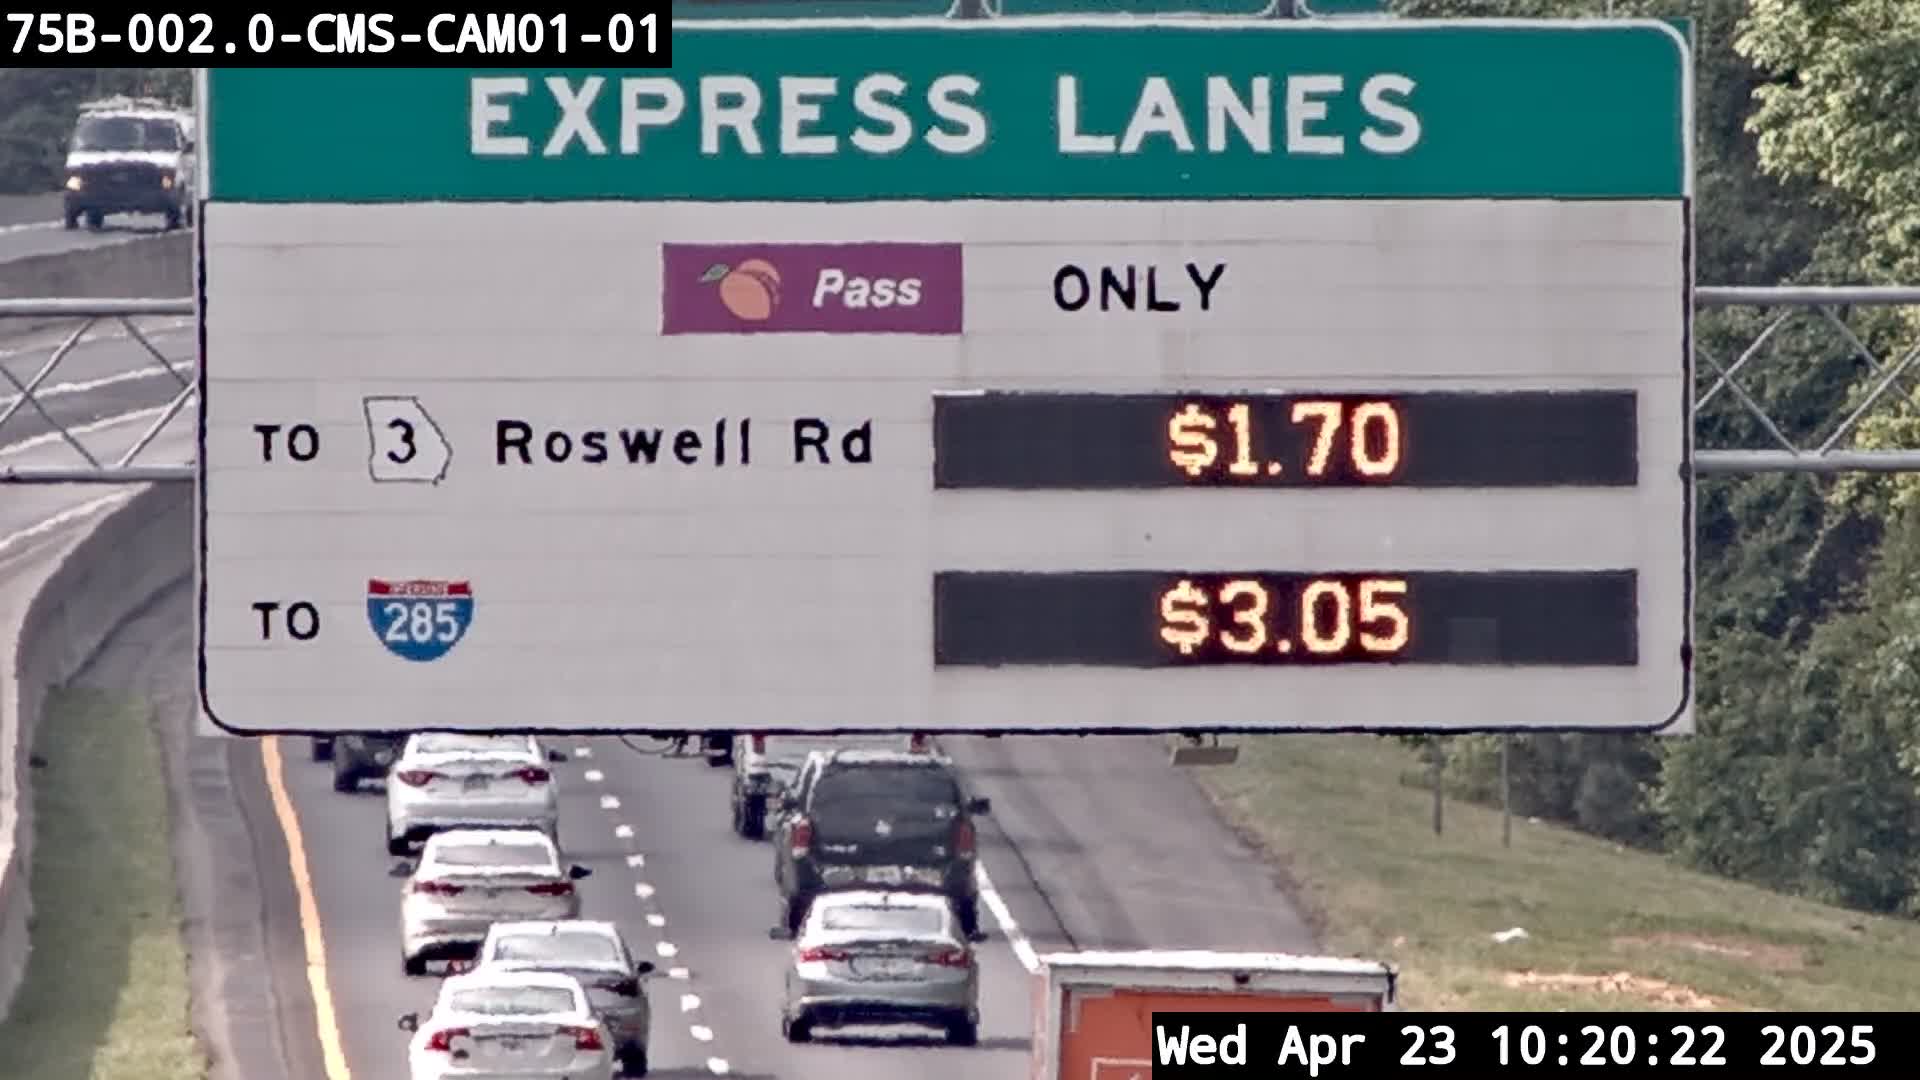 75B-002.0-CMS-CAM01-01
EXPRESS LANES
Pass ONLY
TO 3 Roswell Rd $1.70
INTERSTATE
TO 285 $3.05
Wed Apr 23 10:20:22 2025